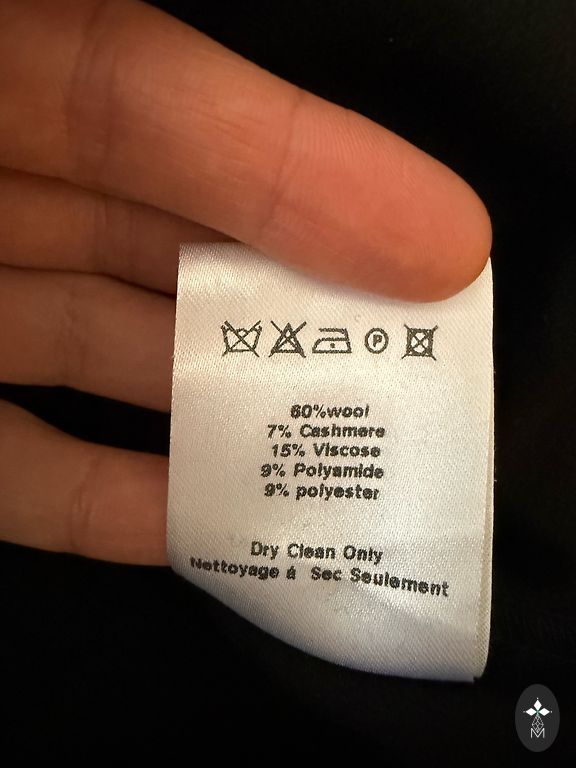 P
60%wool
7% Cashmere
15% Viscose
9% Polyamide
9% polyester
Dry Clean Only
Nettoyage á Sec Seulement
M